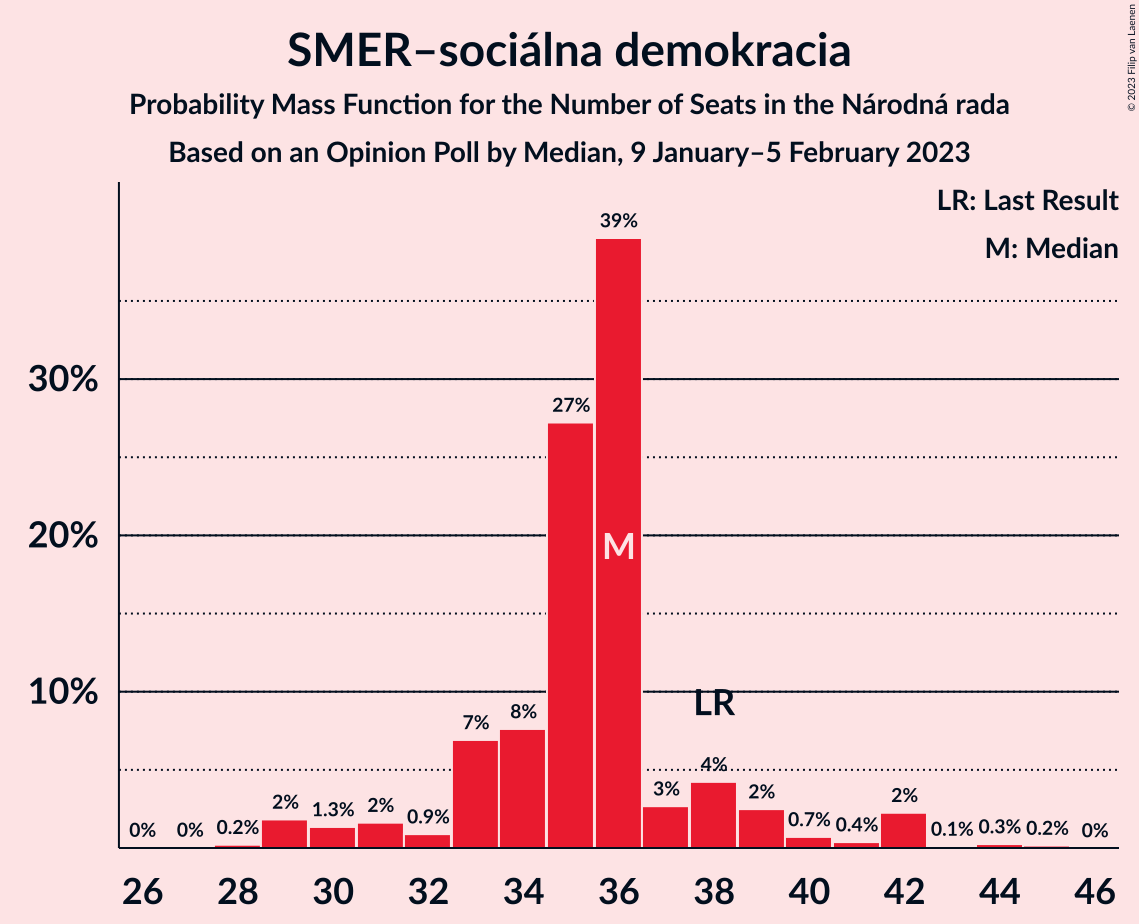 SMER–sociálna demokracia
Probability Mass Function for the Number of Seats in the Národná rada
Based on an Opinion Poll by Median, 9 January–5 February 2023
© 2023 Filip van Laenen
LR: Last Result
M: Median
30%
20%
10%
0%
0%
0.2%
2%
1.3%
2%
0.9%
7%
8%
27%
39%
3%
4%
2%
0.7%
0.4%
2%
0.1%
0.3%
0.2%
0%
M
LR
26 28 30 32 34 36 38 40 42 44 46